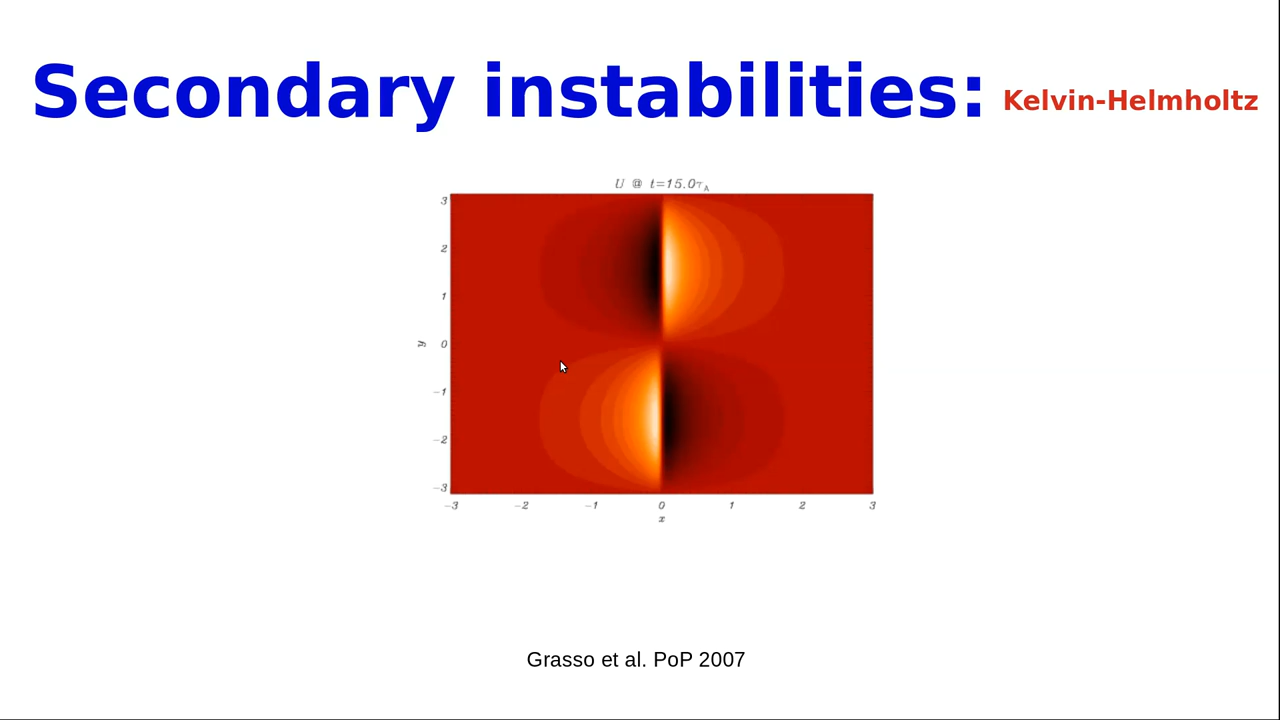 Secondary instabilities: Kelvin-Helmholtz
U @ t=15.0τA
3
2
1
0
−1
−2
−3
y
−3 −2 −1 0 1 2 3
x
Grasso et al. PoP 2007